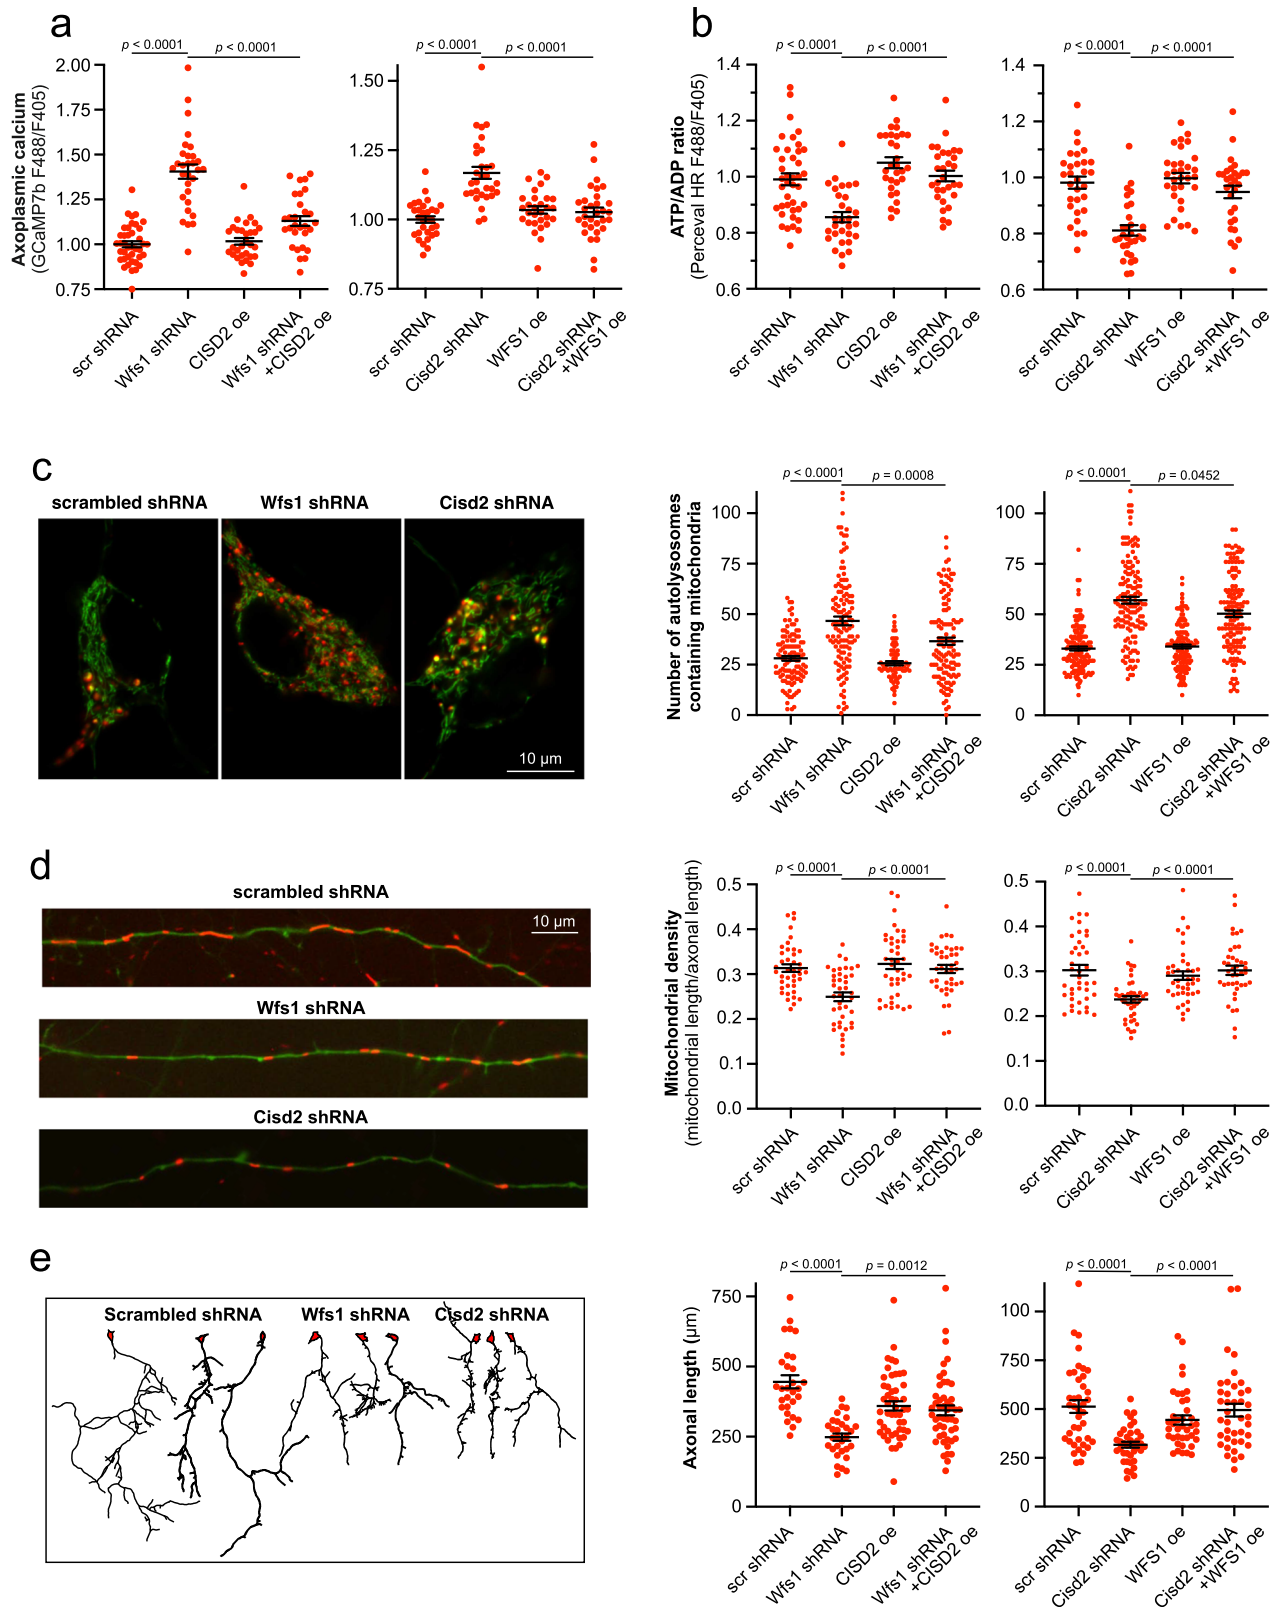 a
p < 0.0001
p < 0.0001
p < 0.0001
p < 0.0001
Axoplasmic calcium
(GCaMP7b F488/F405)
2.00
1.75
1.50
1.25
1.00
0.75
scr shRNA
Wfs1 shRNA
CISD2 oe
Wfs1 shRNA
+CISD2 oe
1.50
1.25
1.00
0.75
scr shRNA
Cisd2 shRNA
WFS1 oe
Cisd2 shRNA
+WFS1 oe
b
p < 0.0001
p < 0.0001
p < 0.0001
p < 0.0001
ATP/ADP ratio
(Perceval HR F488/F405)
1.4
1.2
1.0
0.8
0.6
scr shRNA
Wfs1 shRNA
CISD2 oe
Wfs1 shRNA
+CISD2 oe
1.4
1.2
1.0
0.8
0.6
scr shRNA
Cisd2 shRNA
WFS1 oe
Cisd2 shRNA
+WFS1 oe
c
scrambled shRNA
Wfs1 shRNA
Cisd2 shRNA
10 µm
p < 0.0001
p = 0.0008
p < 0.0001
p = 0.0452
Number of autolysosomes
containing mitochondria
100
75
50
25
0
scr shRNA
Wfs1 shRNA
CISD2 oe
Wfs1 shRNA
+CISD2 oe
100
75
50
25
0
scr shRNA
Cisd2 shRNA
WFS1 oe
Cisd2 shRNA
+WFS1 oe
d
scrambled shRNA
10 µm
Wfs1 shRNA
Cisd2 shRNA
p < 0.0001
p < 0.0001
p < 0.0001
p < 0.0001
Mitochondrial density
(mitochondrial length/axonal length)
0.5
0.4
0.3
0.2
0.1
0.0
scr shRNA
Wfs1 shRNA
CISD2 oe
Wfs1 shRNA
+CISD2 oe
0.5
0.4
0.3
0.2
0.1
0.0
scr shRNA
Cisd2 shRNA
WFS1 oe
Cisd2 shRNA
+WFS1 oe
e
Scrambled shRNA
Wfs1 shRNA
Cisd2 shRNA
p < 0.0001
p = 0.0012
p < 0.0001
p < 0.0001
Axonal length (µm)
750
500
250
0
scr shRNA
Wfs1 shRNA
CISD2 oe
Wfs1 shRNA
+CISD2 oe
100
750
500
250
0
scr shRNA
Cisd2 shRNA
WFS1 oe
Cisd2 shRNA
+WFS1 oe